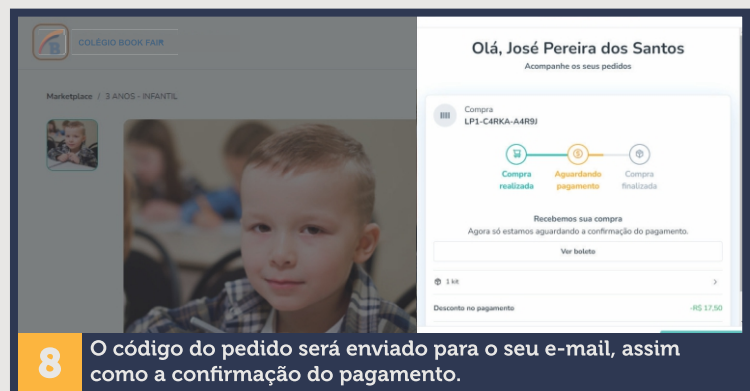 COLÉGIO BOOK FAIR
Marketplace / 3 ANOS - INFANTIL
Olá, José Pereira dos Santos
Acompanhe os seus pedidos
Compra
LP1-C4RKA-A4R9J
Compra realizada
Aguardando pagamento
Compra finalizada
Recebemos sua compra
Agora só estamos aguardando a confirmação do pagamento.
Ver boleto
1 kit
Desconto no pagamento -R$ 17,50
8
O código do pedido será enviado para o seu e-mail, assim
como a confirmação do pagamento.